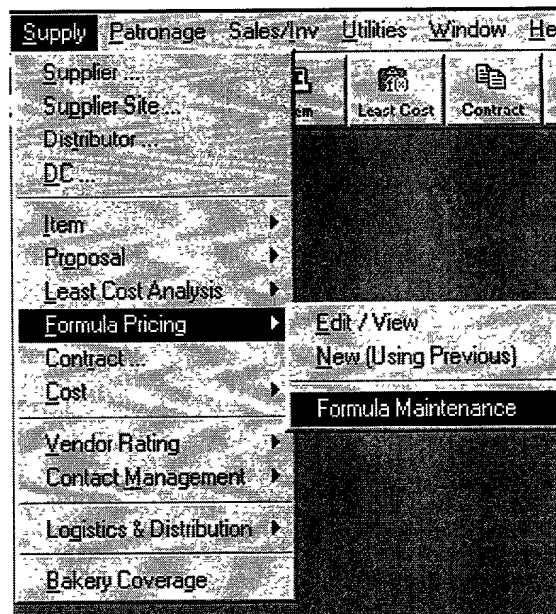 Supply Patronage Sales/Inv Utilities Window He
Supplier ...
Supplier Site ...
Distributor ...
DC ...
em Least Cost Contract
Item
Proposal
Least Cost Analysis
Formula Pricing
Contract ...
Cost
Vendor Rating
Contact Management
Logistics & Distribution
Bakery Coverage
Edit / View
New (Using Previous)
Formula Maintenance